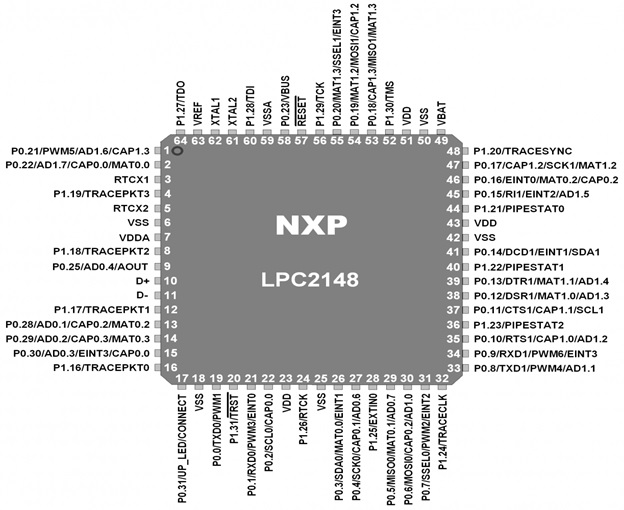 P1.27/TDO
VREF
XTAL1
XTAL2
P1.28/TDI
VSSA
P0.23/VBUS
RESET
P1.29/TCK
P0.20/MAT1.3/SSEL1/EINT3
P0.19/MAT1.2/MOSI1/CAP1.2
P0.18/CAP1.3/MISO1/MAT1.3
P1.30/TMS
VDD
VSS
VBAT
64 63 62 61 60 59 58 57 56 55 54 53 52 51 50 49
P0.21/PWM5/AD1.6/CAP1.3 1
P0.22/AD1.7/CAP0.0/MAT0.0 2
RTCX1 3
P1.19/TRACEPKT3 4
RTCX2 5
VSS 6
VDDA 7
P1.18/TRACEPKT2 8
P0.25/AD0.4/AOUT 9
D+ 10
D- 11
P1.17/TRACEPKT1 12
P0.28/AD0.1/CAP0.2/MAT0.2 13
P0.29/AD0.2/CAP0.3/MAT0.3 14
P0.30/AD0.3/EINT3/CAP0.0 15
P1.16/TRACEPKT0 16
NXP
LPC2148
48 P1.20/TRACESYNC
47 P0.17/CAP1.2/SCK1/MAT1.2
46 P0.16/EINT0/MAT0.2/CAP0.2
45 P0.15/RI1/EINT2/AD1.5
44 P1.21/PIPESTAT0
43 VDD
42 VSS
41 P0.14/DCD1/EINT1/SDA1
40 P1.22/PIPESTAT1
39 P0.13/DTR1/MAT1.1/AD1.4
38 P0.12/DSR1/MAT1.0/AD1.3
37 P0.11/CTS1/CAP1.1/SCL1
36 P1.23/PIPESTAT2
35 P0.10/RTS1/CAP1.0/AD1.2
34 P0.9/RXD1/PWM6/EINT3
33 P0.8/TXD1/PWM4/AD1.1
17 18 19 20 21 22 23 24 25 26 27 28 29 30 31 32
P0.31/UP_LED/CONNECT
VSS
P0.0/TXD0/PWM1
P1.31/TRST
P0.1/RXD0/PWM3/EINT0
P0.2/SCL0/CAP0.0
VDD
P1.26/RTCK
VSS
P0.3/SDA0/MAT0.0/EINT1
P0.4/SCK0/CAP0.1/AD0.6
P1.25/EXTIN0
P0.5/MISO0/MAT0.1/AD0.7
P0.6/MOSI0/CAP0.2/AD1.0
P0.7/SSEL0/PWM2/EINT2
P1.24/TRACECLK